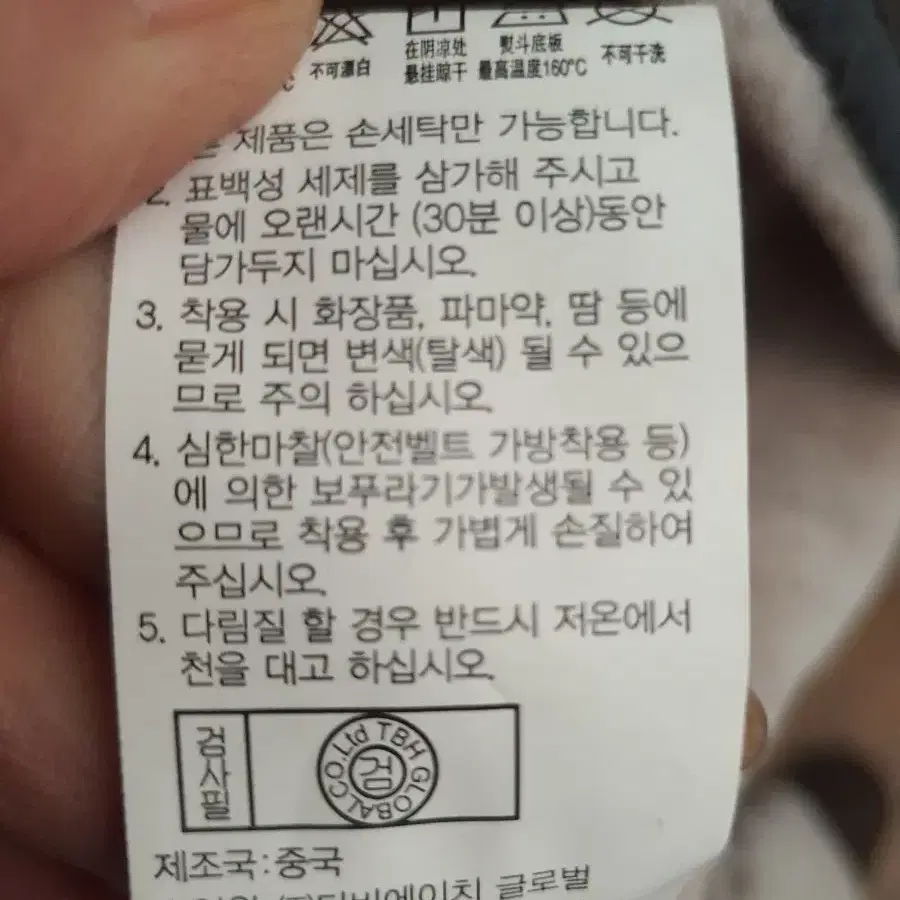 不可漂白
在阴凉处
悬挂晾干
熨斗底板
最高温度160℃
不可干洗
제품은 손세탁만 가능합니다.
2. 표백성 세제를 삼가해 주시고
물에 오랜시간 (30분 이상)동안
담가두지 마십시오.
3. 착용 시 화장품, 파마약, 땀 등에
묻게 되면 변색(탈색) 될 수 있으
므로 주의 하십시오.
4. 심한마찰(안전벨트 가방착용 등)
에 의한 보푸라기가발생될 수 있
으므로 착용 후 가볍게 손질하여
주십시오.
5. 다림질 할 경우 반드시 저온에서
천을 대고 하십시오.
검사필
TBH GLOBAL CO.Ltd
검
제조국:중국
글로벌